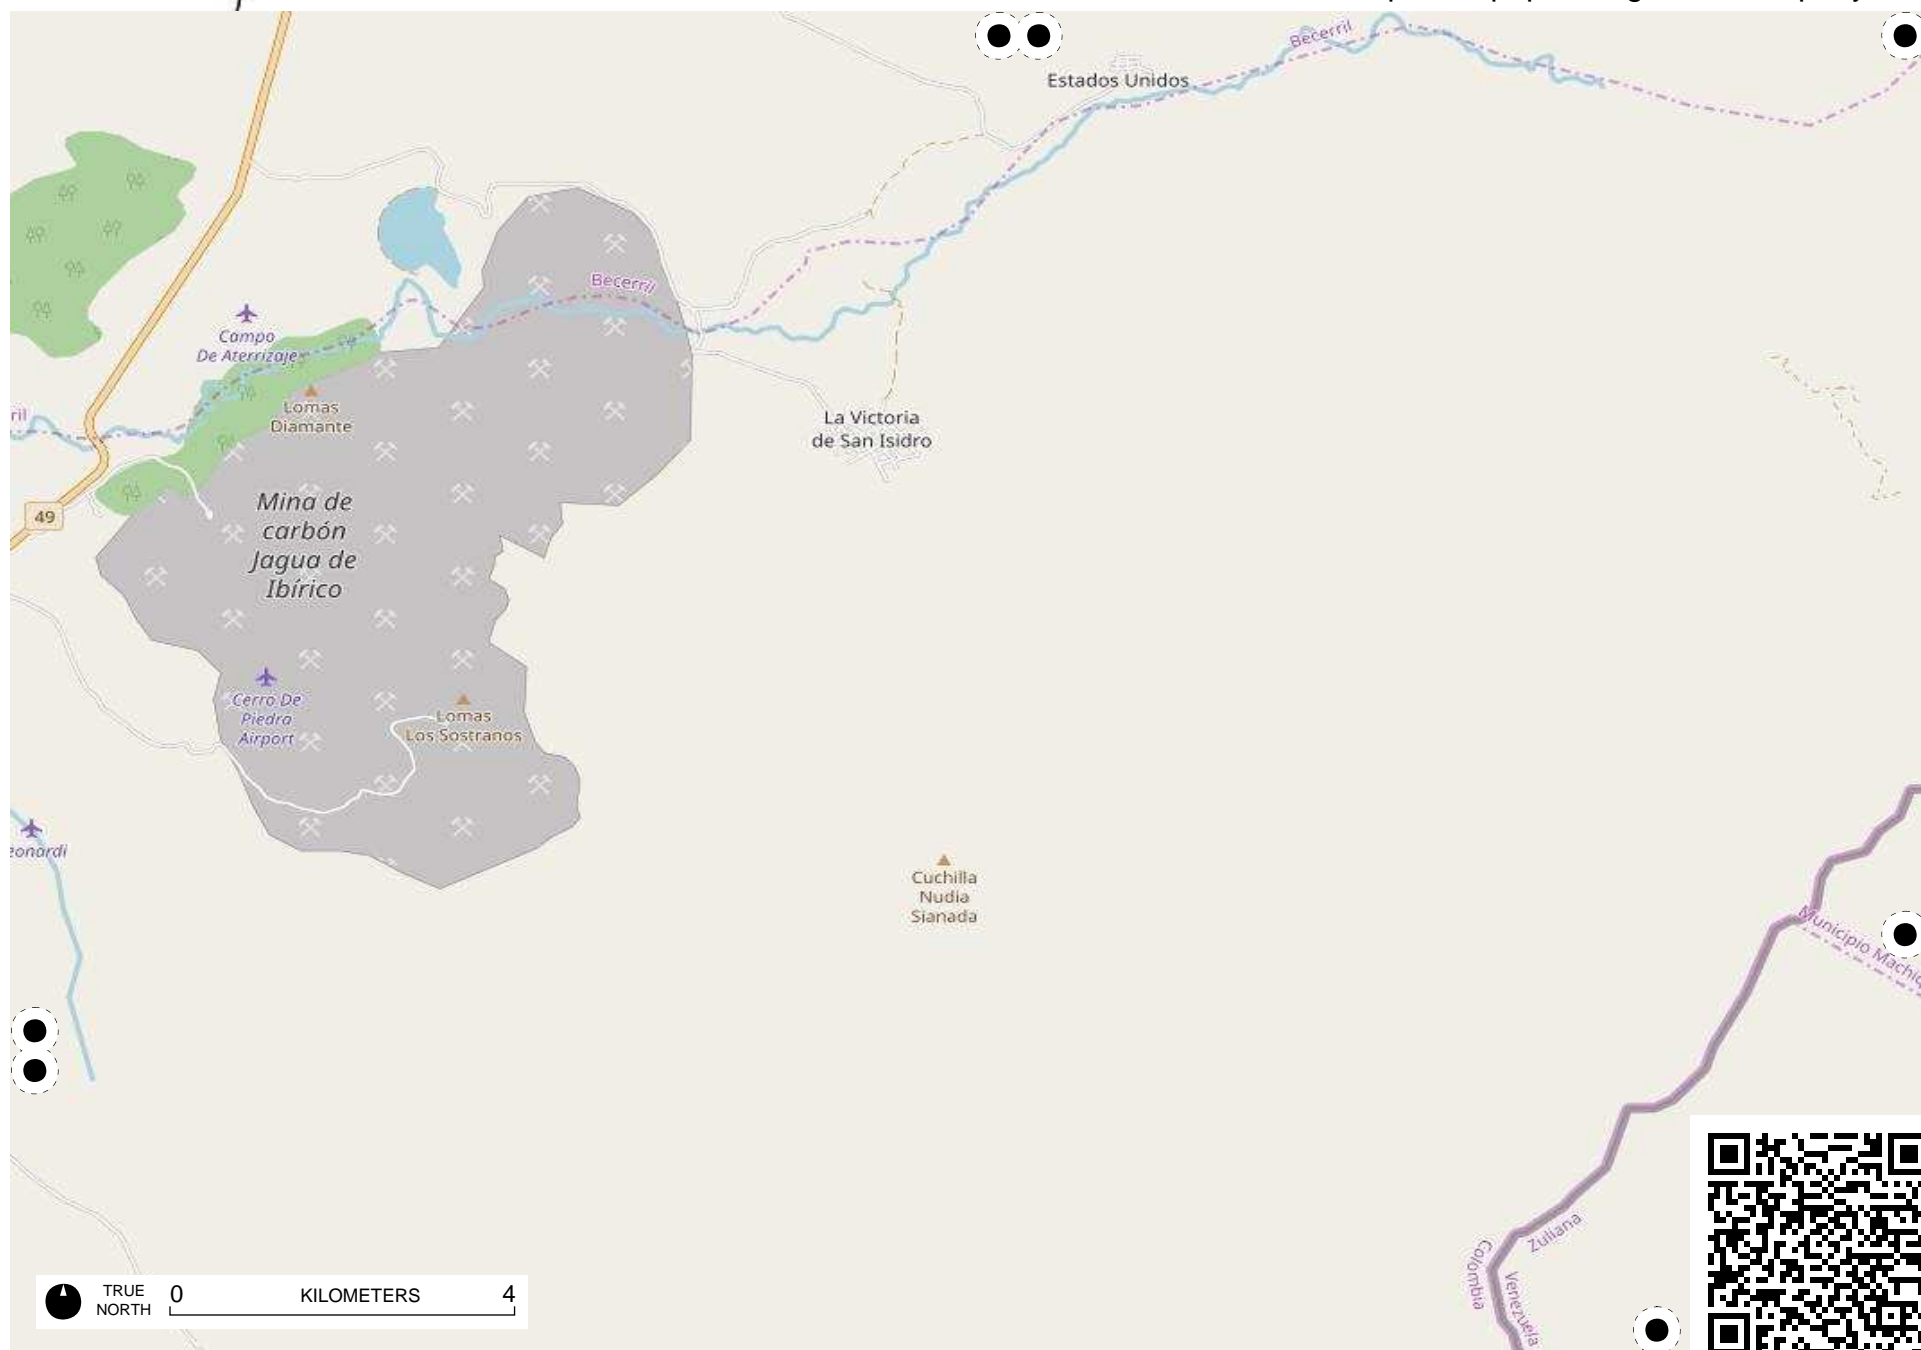 Becerril
Estados Unidos
Becerril
Campo
De Aterrizaje
Lomas
Diamante
ril
La Victoria
de San Isidro
49
Mina de
carbón
Jagua de
Ibírico
Cerro De
Piedra
Airport
Lomas
Los Sostranos
eonardi
Cuchilla
Nudia
Sianada
Municipio Machiq
Zuliana
Colombia
Venezuela
TRUE
NORTH
0 KILOMETERS 4